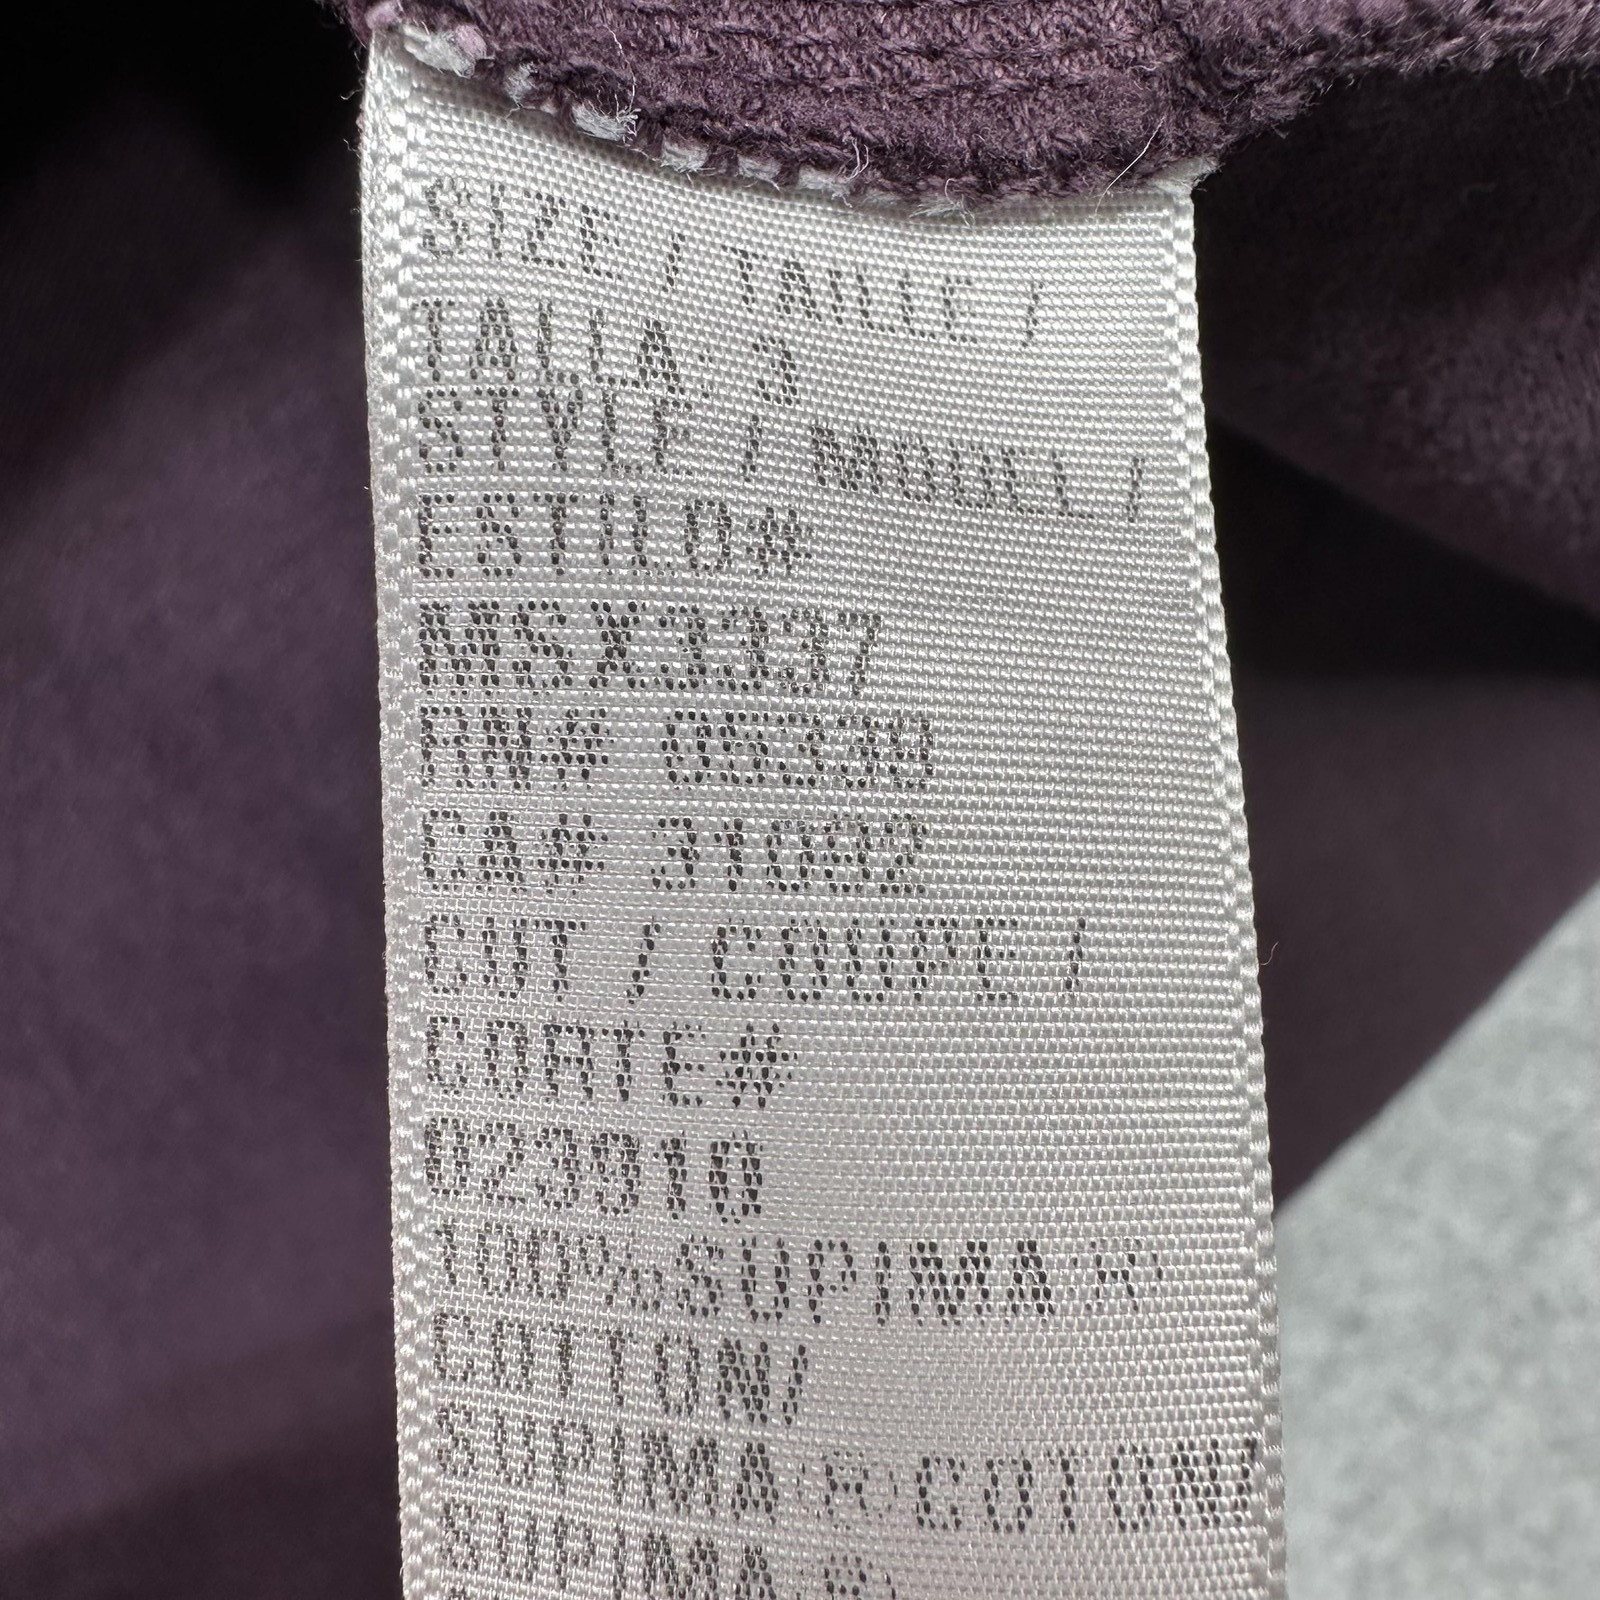 SIZE / TAILLE /
TALLA: 3
STYLE / MODEL /
ESTILO#
MSX3337
RN#
CA# 31092
CUT / COUPE /
CORTE#
023910
100% SUPIMA ®
COTTON/
SUPIMA ® COTON/
SUPIMA ®